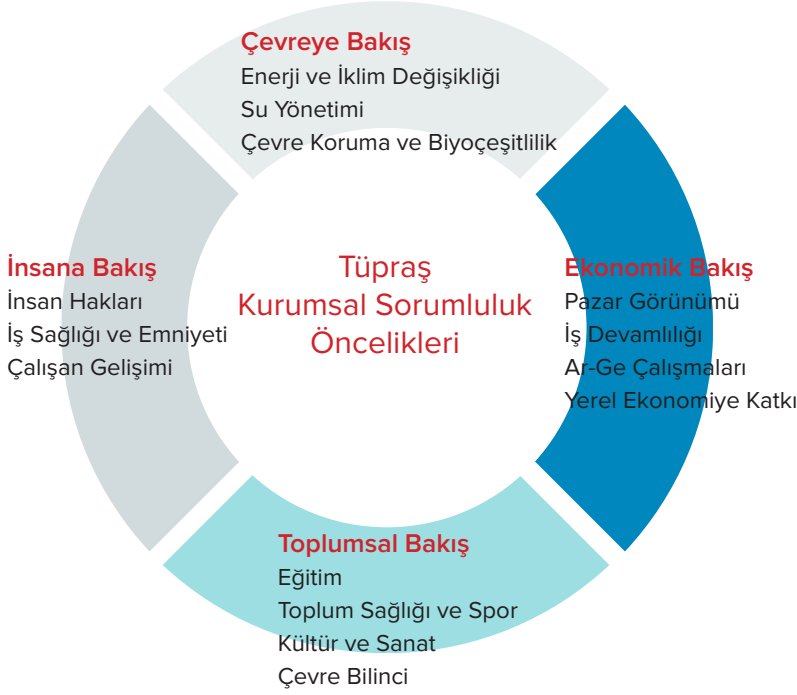 Çevreye Bakış
Enerji ve İklim Değişikliği
Su Yönetimi
Çevre Koruma ve Biyoçeşitlilik
İnsana Bakış
İnsan Hakları
İş Sağlığı ve Emniyeti
Çalışan Gelişimi
Tüpraş
Kurumsal Sorumluluk
Öncelikleri
Ekonomik Bakış
Pazar Görünümü
İş Devamlılığı
Ar-Ge Çalışmaları
Yerel Ekonomiye Katkı
Toplumsal Bakış
Eğitim
Toplum Sağlığı ve Spor
Kültür ve Sanat
Çevre Bilinci